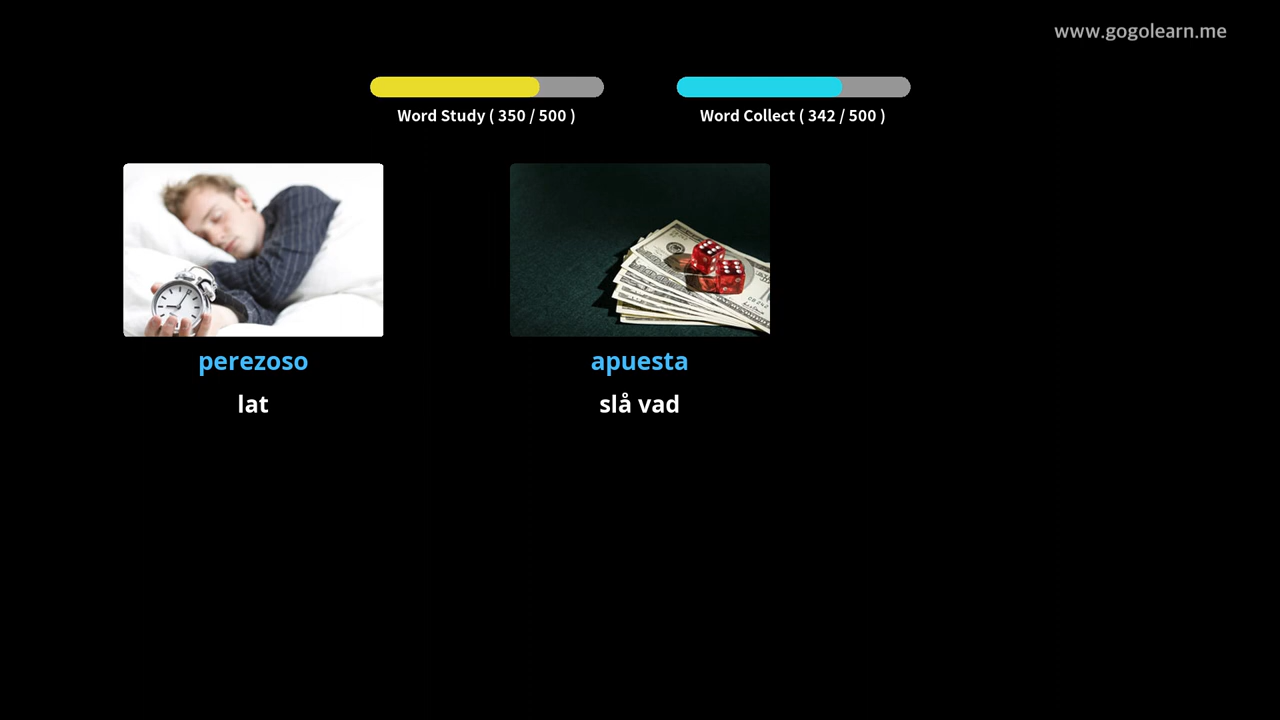 www.gogolearn.me
Word Study ( 350 / 500 )
Word Collect ( 342 / 500 )
perezoso
lat
apuesta
slå vad